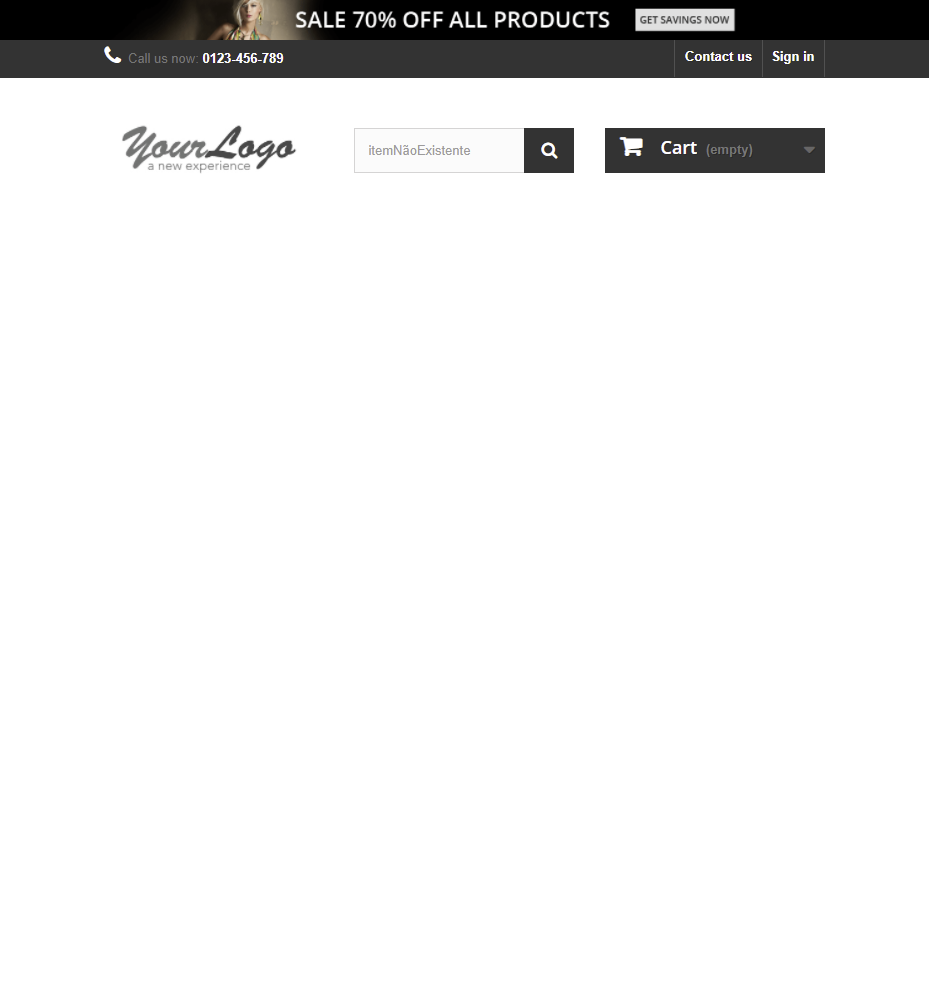 SALE 70% OFF ALL PRODUCTS GET SAVINGS NOW
Call us now: 0123-456-789 Contact us Sign in
YourLogo
a new experience
itemNãoExistente
Cart (empty)